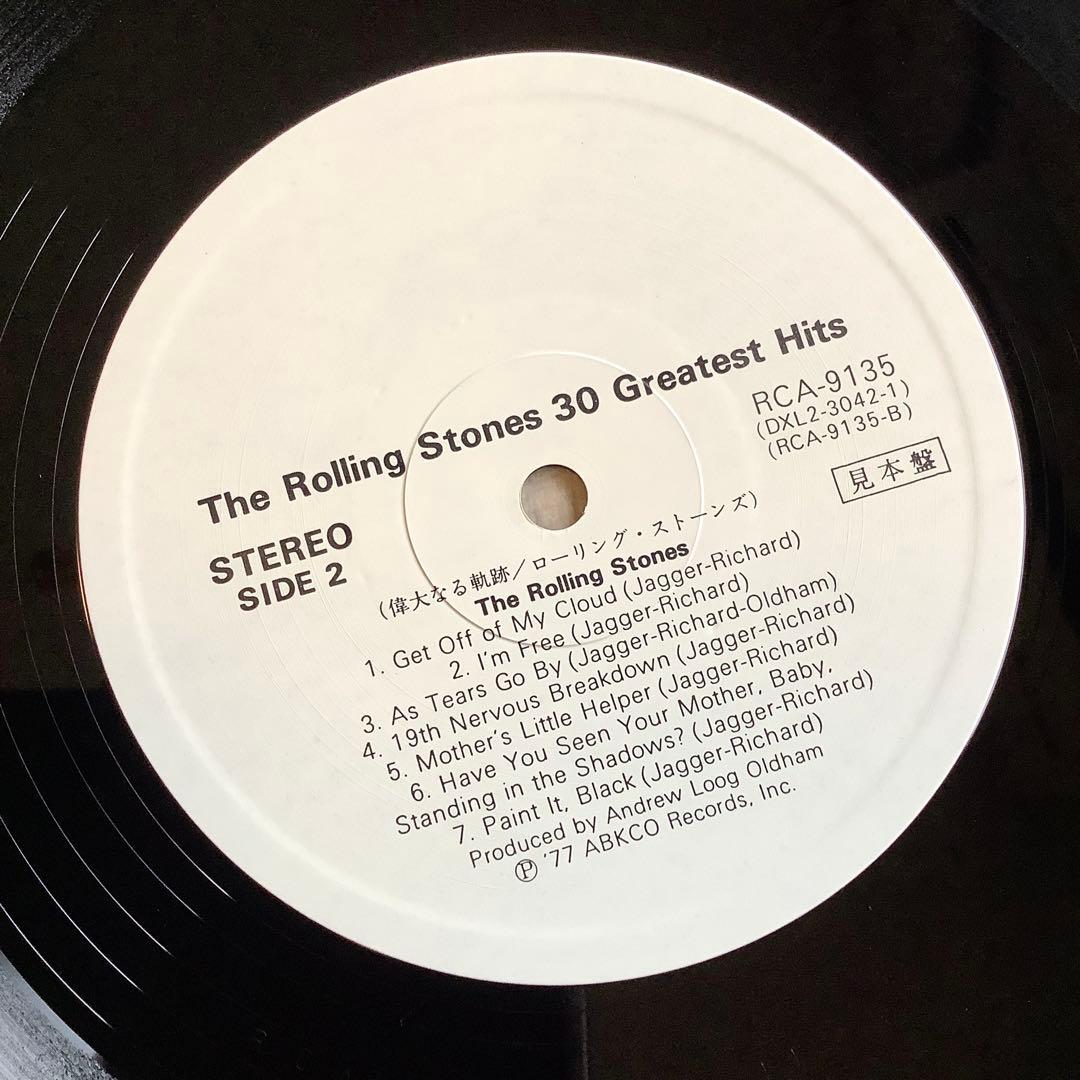 The Rolling Stones 30 Greatest Hits
STEREO
SIDE 2
RCA-9135
(DXL2-3042-1)
(RCA-9135-B)
見本盤
(偉大なる軌跡/ローリング・ストーンズ)
The Rolling Stones
1. Get Off of My Cloud (Jagger-Richard)
2. I'm Free (Jagger-Richard)
3. As Tears Go By (Jagger-Richard-Oldham)
4. 19th Nervous Breakdown (Jagger-Richard)
5. Mother's Little Helper (Jagger-Richard)
6. Have You Seen Your Mother, Baby,
Standing in the Shadows? (Jagger-Richard)
7. Paint It, Black (Jagger-Richard)
Produced by Andrew Loog Oldham
Ⓟ '77 ABKCO Records, Inc.